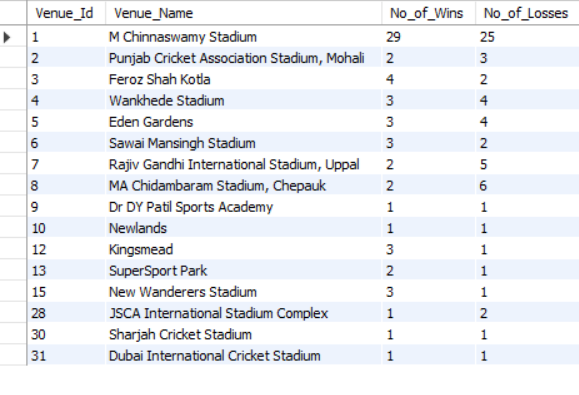 Venue_Id Venue_Name No_of_Wins No_of_Losses
1 M Chinnaswamy Stadium 29 25
2 Punjab Cricket Association Stadium, Mohali 2 3
3 Feroz Shah Kotla 4 2
4 Wankhede Stadium 3 4
5 Eden Gardens 3 4
6 Sawai Mansingh Stadium 3 2
7 Rajiv Gandhi International Stadium, Uppal 2 5
8 MA Chidambaram Stadium, Chepauk 2 6
9 Dr DY Patil Sports Academy 1 1
10 Newlands 1 1
12 Kingsmead 3 1
13 SuperSport Park 2 1
15 New Wanderers Stadium 3 1
28 JSCA International Stadium Complex 1 2
30 Sharjah Cricket Stadium 1 1
31 Dubai International Cricket Stadium 1 1